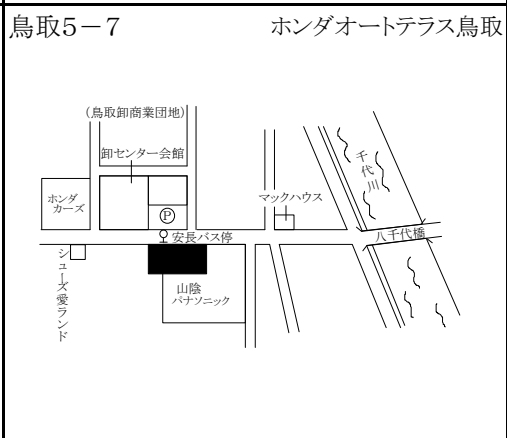 鳥取5－7
ホンダオートテラス鳥取
(鳥取卸商業団地)
卸センター会館
ホンダ
カーズ
Ⓟ
マックハウス
千代川
安長バス停
八千代橋
シューズ愛ランド
山陰
パナソニック